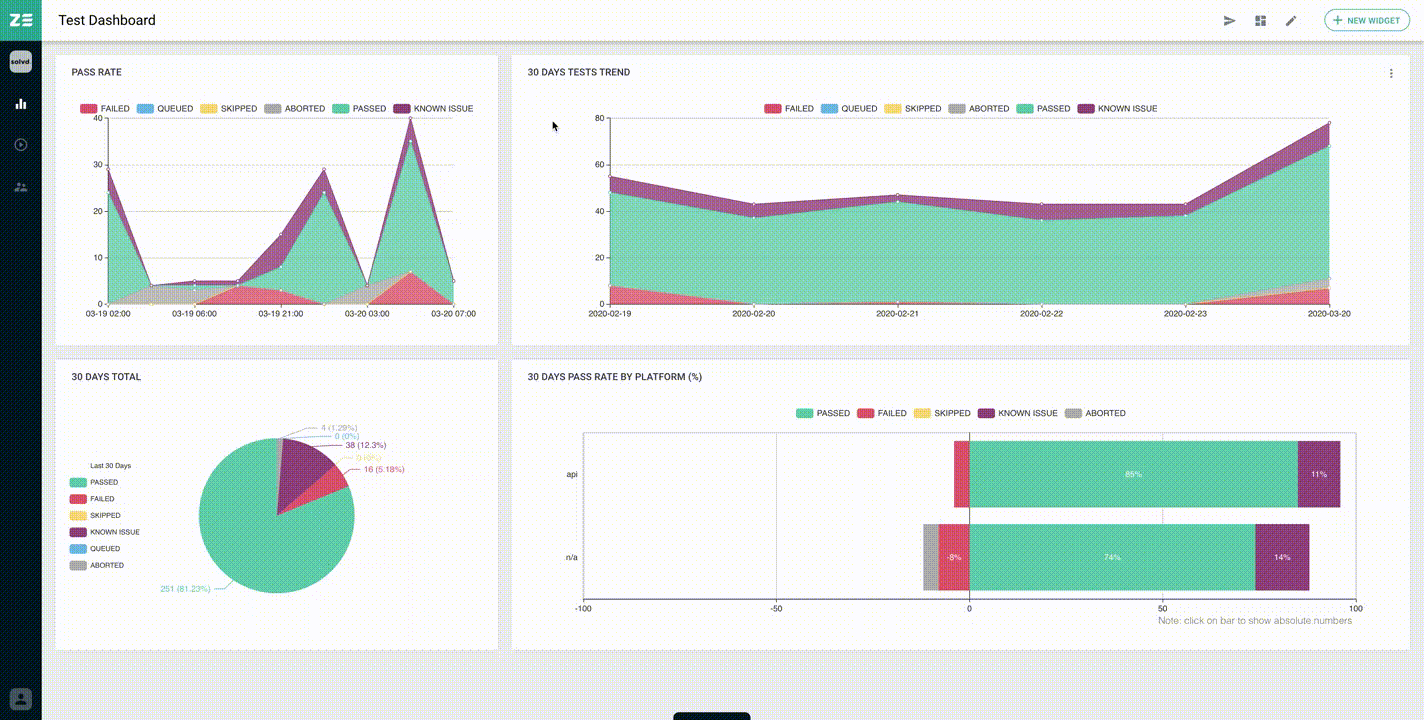 ZE Test Dashboard + NEW WIDGET
solvd.
PASS RATE
FAILED QUEUED SKIPPED ABORTED PASSED KNOWN ISSUE
40
30
20
10
0
03-19 02:00 03-19 06:00 03-19 21:00 03-20 03:00 03-20 07:00
30 DAYS TESTS TREND
FAILED QUEUED SKIPPED ABORTED PASSED KNOWN ISSUE
80
60
40
20
0
2020-02-19 2020-02-20 2020-02-21 2020-02-22 2020-02-23 2020-03-20
30 DAYS TOTAL
4 (1.29%)
0 (0%)
38 (12.3%)
0 (0%)
16 (5.18%)
Last 30 Days
PASSED
FAILED
SKIPPED
KNOWN ISSUE
QUEUED
ABORTED
251 (81.23%)
30 DAYS PASS RATE BY PLATFORM (%)
PASSED FAILED SKIPPED KNOWN ISSUE ABORTED
api 85% 11%
n/a -8% 74% 14%
-100 -50 0 50 100
Note: click on bar to show absolute numbers